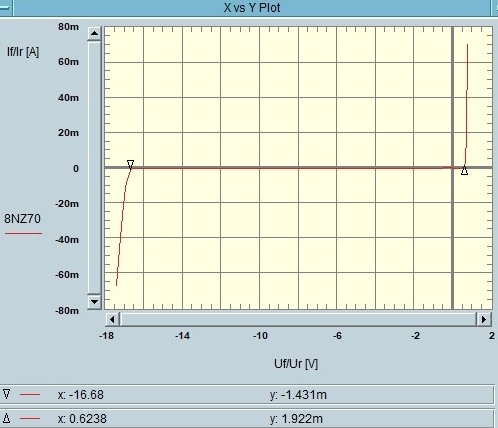 X vs Y Plot
If/Ir [A]
80m
60m
40m
20m
0
-20m
-40m
-60m
-80m
8NZ70
-18
-14
-10
-6
-2
2
Uf/Ur [V]
x: -16.68 y: -1.431m
x: 0.6238 y: 1.922m